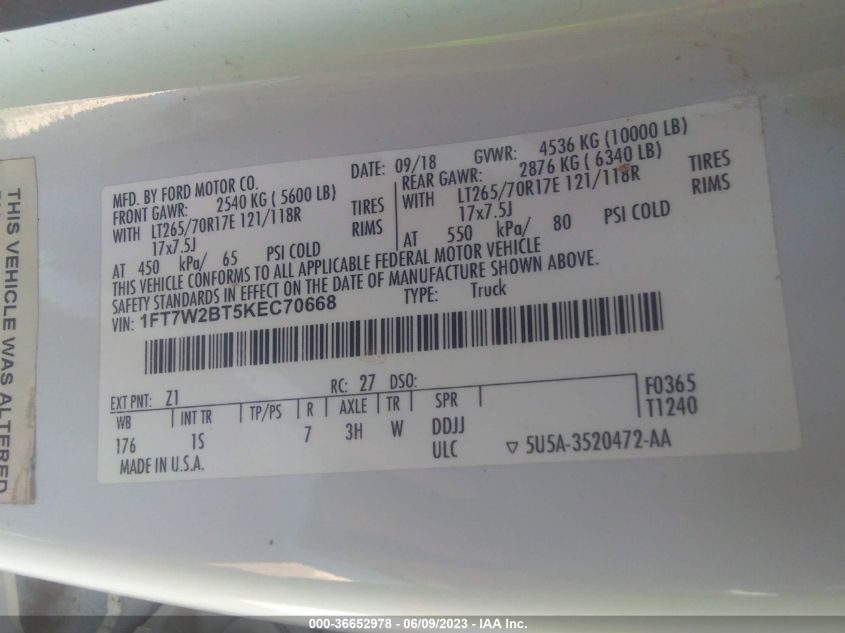 THIS VEHICLE WAS ALTERED
MFD. BY FORD MOTOR CO.
DATE: 09/18 GVWR: 4536 KG (10000 LB)
FRONT GAWR: 2540 KG ( 5600 LB)
WITH LT265/70R17E 121/118R TIRES
17x7.5J RIMS
AT 450 kPa/ 65 PSI COLD
REAR GAWR: 2876 KG ( 6340 LB)
WITH LT265/70R17E 121/118R TIRES
17x7.5J RIMS
AT 550 kPa/ 80 PSI COLD
THIS VEHICLE CONFORMS TO ALL APPLICABLE FEDERAL MOTOR VEHICLE
SAFETY STANDARDS IN EFFECT ON THE DATE OF MANUFACTURE SHOWN ABOVE.
VIN: 1FT7W2BT5KEC70668 TYPE: Truck
EXT PNT: Z1 RC: 27 DSO:
WB INT TR TP/PS R AXLE TR SPR F0365
T1240
176 1S 7 3H W DDJJ
ULC
MADE IN U.S.A. ▽ 5U5A-3520472-AA
000-36652978 - 06/09/2023 - IAA Inc.